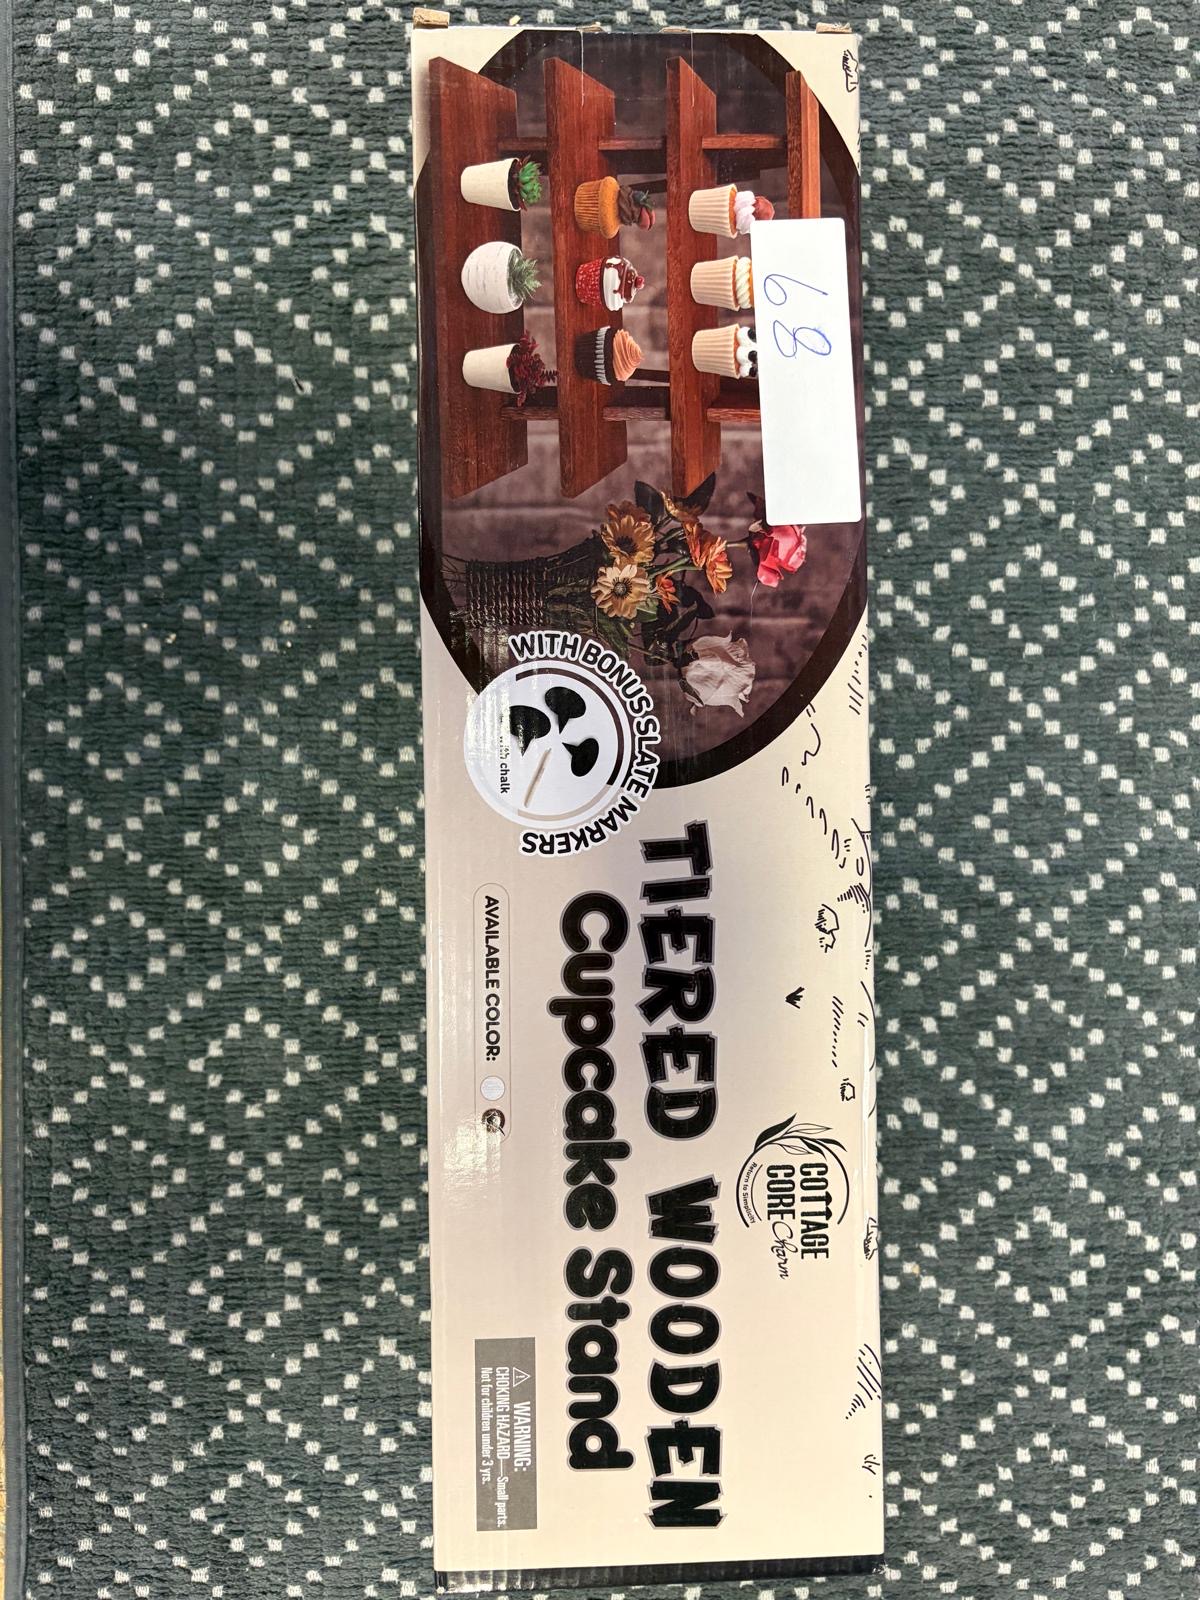 68
WITH BONUS SLATE MARKERS
with chalk
COTTAGE
CORE Charm
Return to Simplicity
TIERED WOODEN
Cupcake Stand
AVAILABLE COLOR:
WARNING:
CHOKING HAZARD—Small parts.
Not for children under 3 yrs.